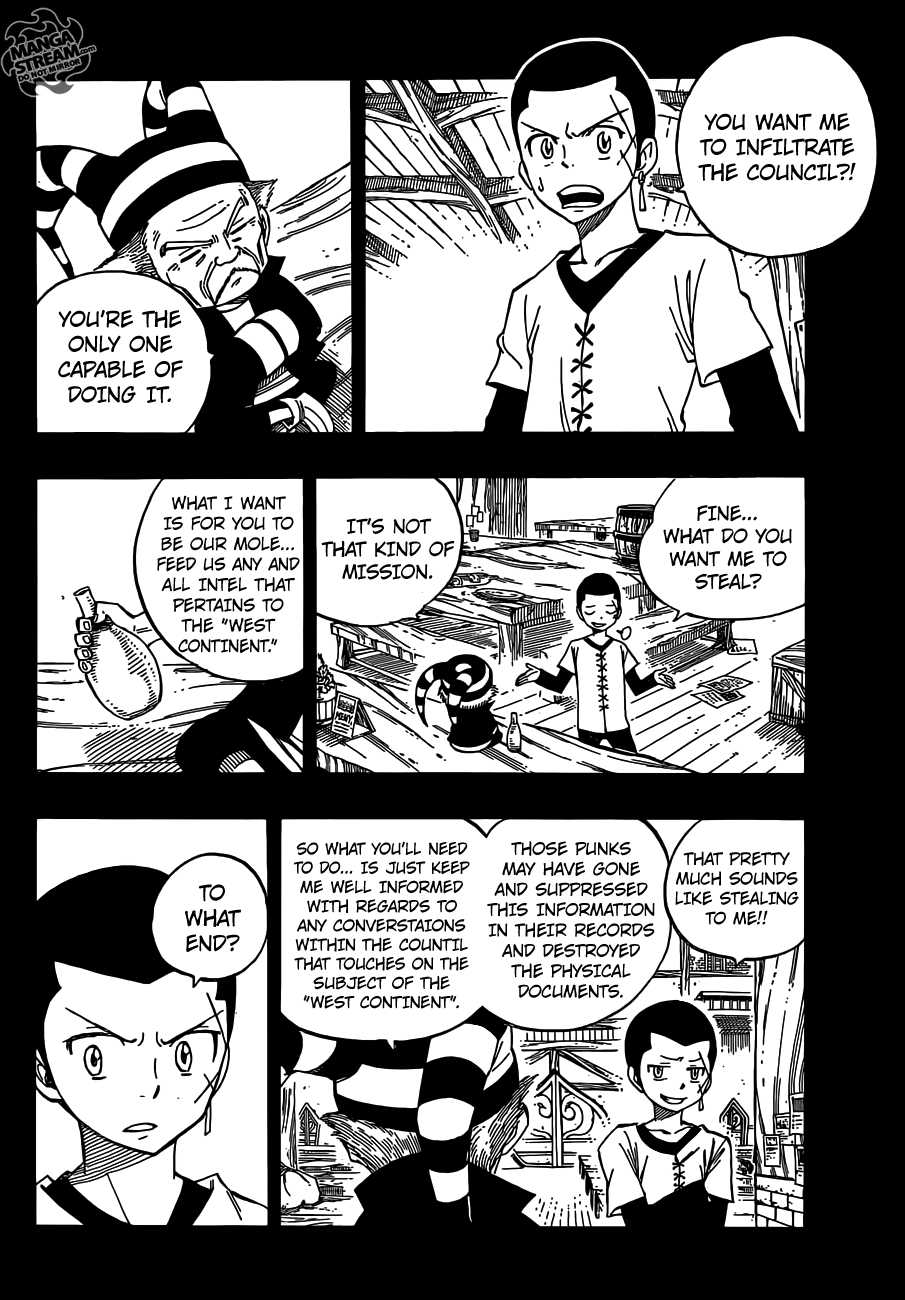 MANGA
STREAM.com
DO NOT MIRROR
YOU WANT ME
TO INFILTRATE
THE COUNCIL?!
YOU'RE THE
ONLY ONE
CAPABLE OF
DOING IT.
FINE...
WHAT DO YOU
WANT ME TO
STEAL?
IT'S NOT
THAT KIND OF
MISSION.
MENY
WHAT I WANT
IS FOR YOU TO
BE OUR MOLE...
FEED US ANY AND
ALL INTEL THAT
PERTAINS TO
THE "WEST
CONTINENT."
THAT PRETTY
MUCH SOUNDS
LIKE STEALING
TO ME!!
THOSE PUNKS
MAY HAVE GONE
AND SUPPRESSED
THIS INFORMATION
IN THEIR RECORDS
AND DESTROYED
THE PHYSICAL
DOCUMENTS.
SO WHAT YOU'LL NEED
TO DO... IS JUST KEEP
ME WELL INFORMED
WITH REGARDS TO
ANY CONVERSTAIONS
WITHIN THE COUNTIL
THAT TOUCHES ON THE
SUBJECT OF THE
"WEST CONTINENT".
TO
WHAT
END?